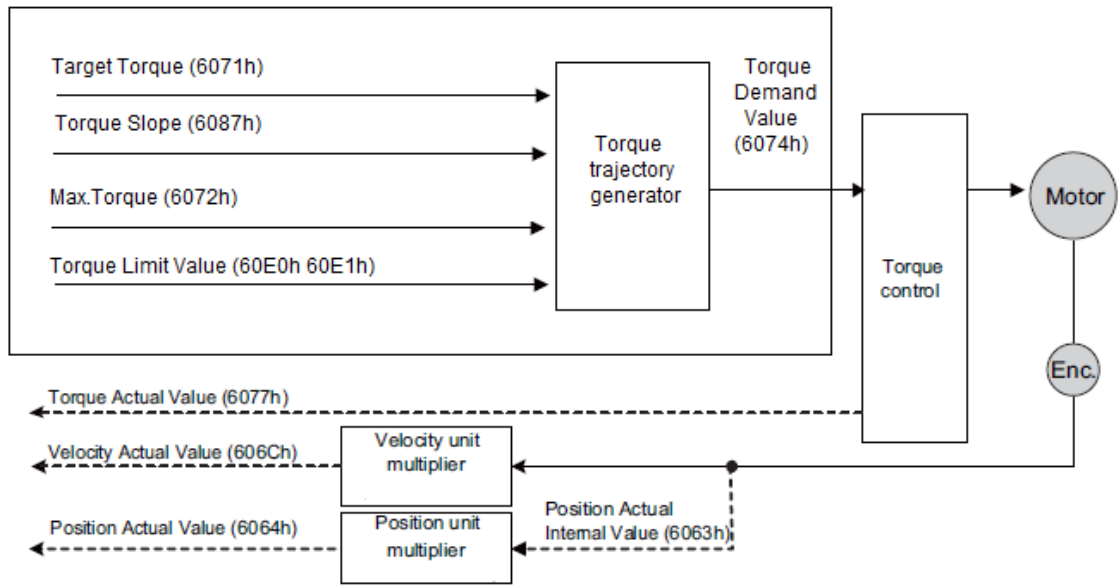 Target Torque (6071h)
Torque Slope (6087h)
Max.Torque (6072h)
Torque Limit Value (60E0h 60E1h)
Torque
trajectory
generator
Torque
Demand
Value
(6074h)
Torque
control
Motor
Enc.
Torque Actual Value (6077h)
Velocity Actual Value (606Ch)
Velocity unit
multiplier
Position Actual Value (6064h)
Position unit
multiplier
Position Actual
Internal Value (6063h)